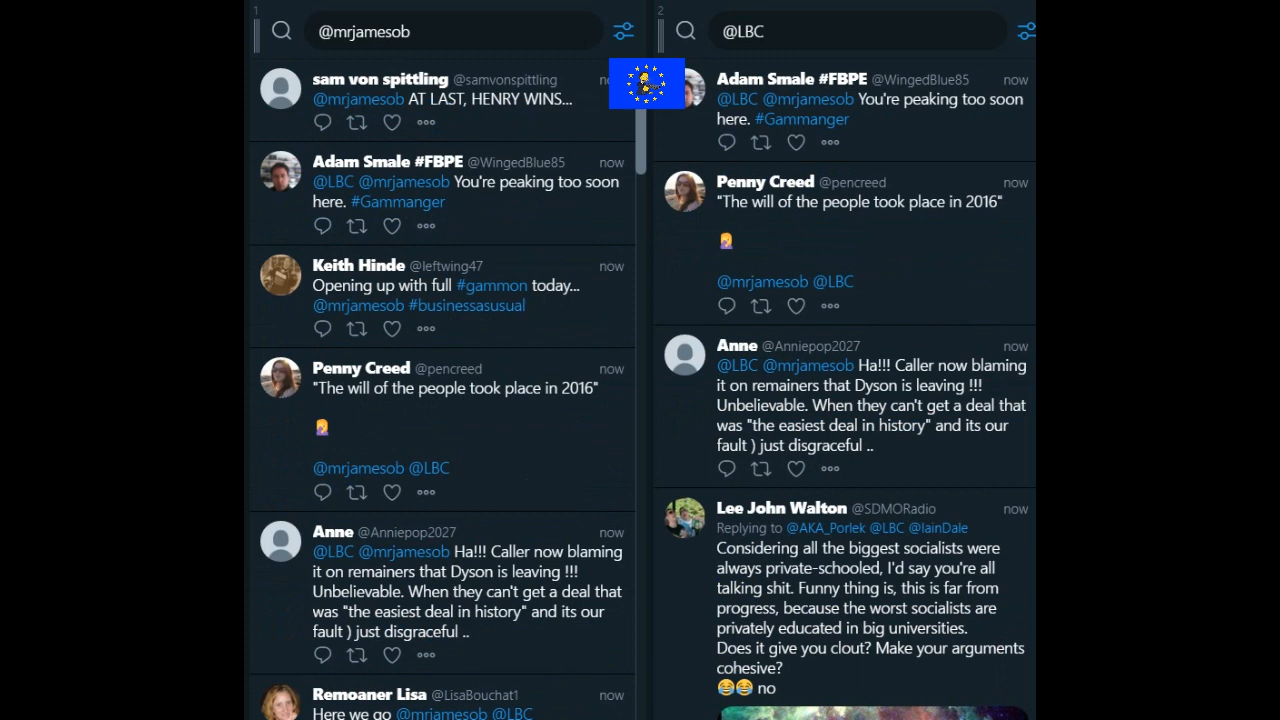 1
@mrjamesob
sam von spittling @samvonspittling
@mrjamesob AT LAST, HENRY WINS...
Adam Smale #FBPE @WingedBlue85 now
@LBC @mrjamesob You're peaking too soon
here. #Gammanger
Keith Hinde @leftwing47 now
Opening up with full #gammon today...
@mrjamesob #businessasusual
Penny Creed @pencreed now
"The will of the people took place in 2016"
🤦‍♀️
@mrjamesob @LBC
Anne @Anniepop2027 now
@LBC @mrjamesob Ha!!! Caller now blaming
it on remainers that Dyson is leaving !!!
Unbelievable. When they can't get a deal that
was "the easiest deal in history" and its our
fault ) just disgraceful ..
Remoaner Lisa @LisaBouchat1 now
Here we go @mrjamesob @LBC
2
@LBC
Adam Smale #FBPE @WingedBlue85 now
@LBC @mrjamesob You're peaking too soon
here. #Gammanger
Penny Creed @pencreed now
"The will of the people took place in 2016"
🤦‍♀️
@mrjamesob @LBC
Anne @Anniepop2027 now
@LBC @mrjamesob Ha!!! Caller now blaming
it on remainers that Dyson is leaving !!!
Unbelievable. When they can't get a deal that
was "the easiest deal in history" and its our
fault ) just disgraceful ..
Lee John Walton @SDMORadio now
Replying to @AKA_Porlek @LBC @IainDale
Considering all the biggest socialists were
always private-schooled, I'd say you're all
talking shit. Funny thing is, this is far from
progress, because the worst socialists are
privately educated in big universities.
Does it give you clout? Make your arguments
cohesive?
😂😂 no